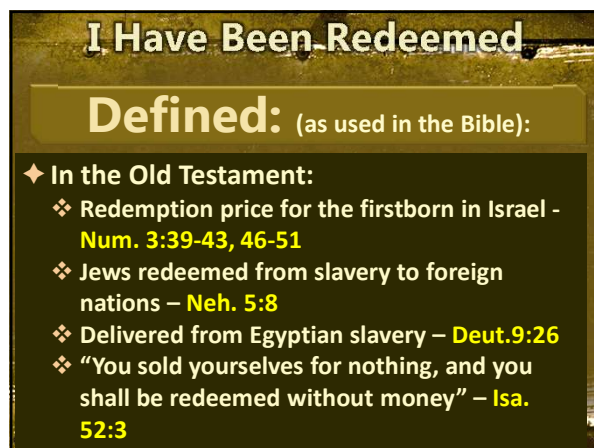 I Have Been Redeemed
Defined: (as used in the Bible):
In the Old Testament:
Redemption price for the firstborn in Israel -
Num. 3:39-43, 46-51
Jews redeemed from slavery to foreign
nations – Neh. 5:8
Delivered from Egyptian slavery – Deut.9:26
“You sold yourselves for nothing, and you
shall be redeemed without money” – Isa.
52:3